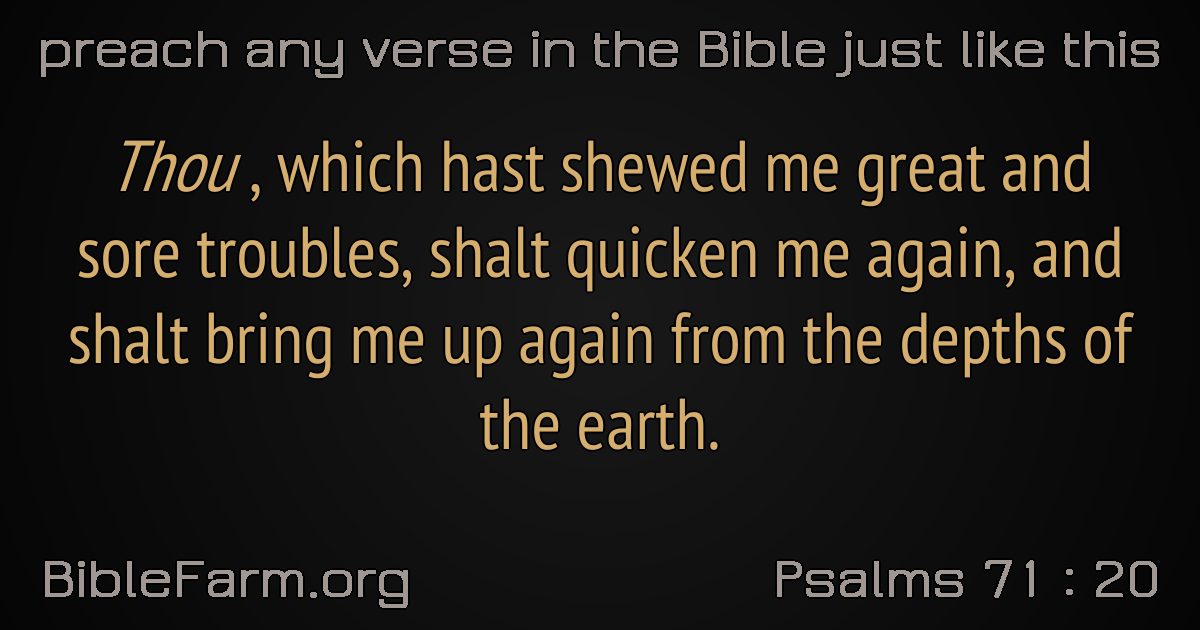 preach any verse in the Bible just like this
Thou , which hast shewed me great and
sore troubles, shalt quicken me again, and
shalt bring me up again from the depths of
the earth.
BibleFarm.org
Psalms 71 : 20